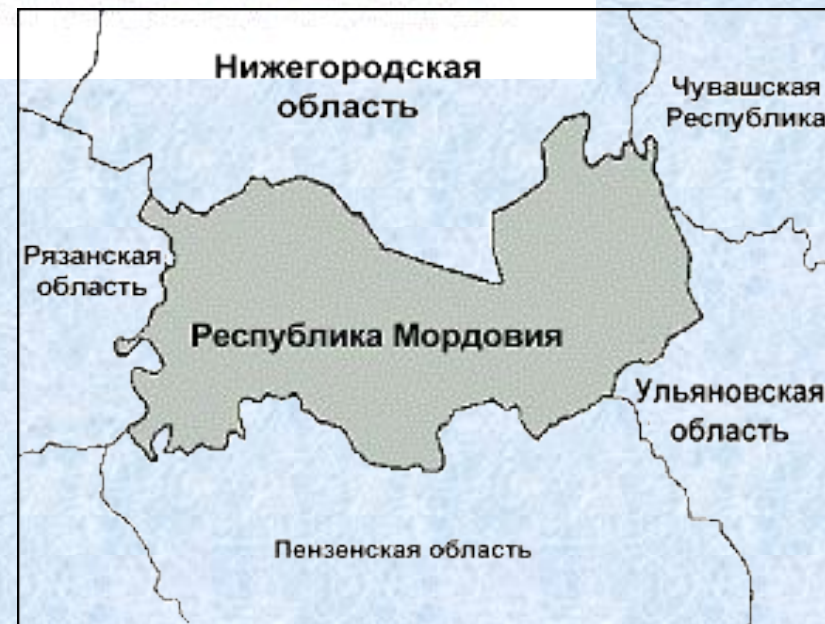 Нижегородская
область
Чувашская
Республика
Рязанская
область
Республика Мордовия
Ульяновская
область
Пензенская область